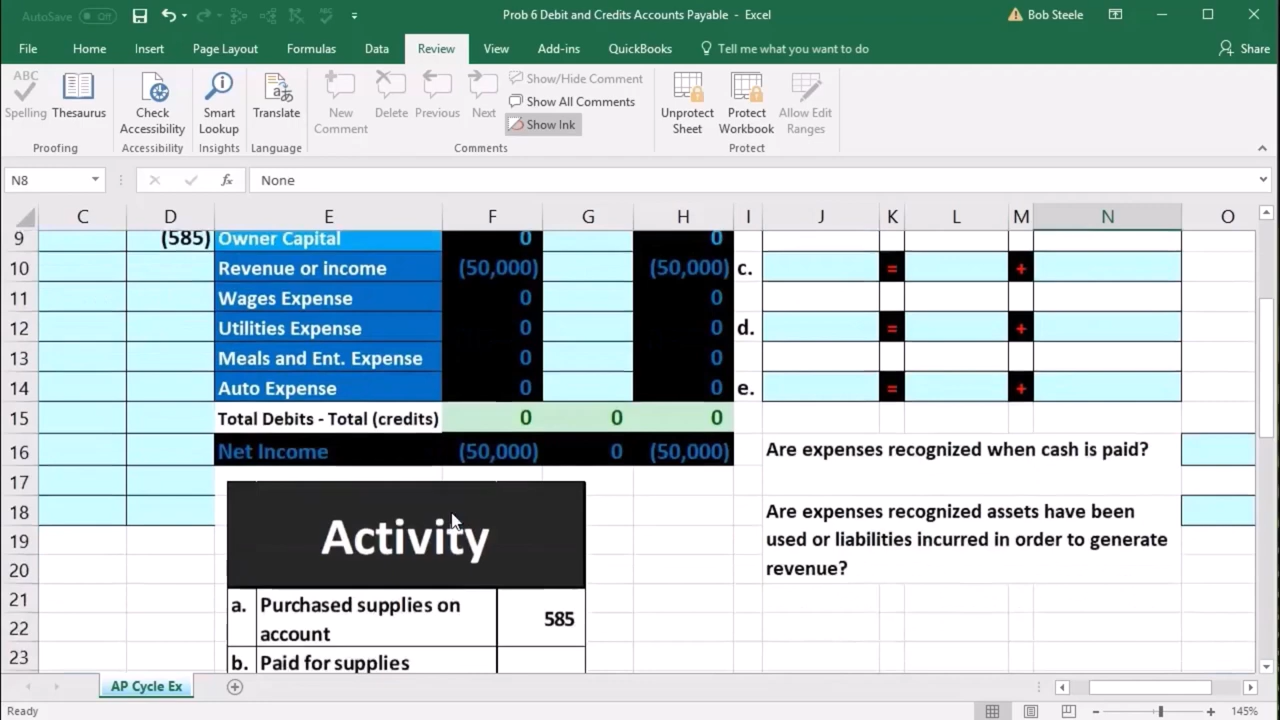 AutoSave Off
Prob 6 Debit and Credits Accounts Payable - Excel
Bob Steele
File Home Insert Page Layout Formulas Data Review View Add-ins QuickBooks Tell me what you want to do Share
ABC
Spelling Thesaurus
Proofing
Check Accessibility
Accessibility
Smart Lookup
Insights
Translate
Language
New Comment
Delete Previous Next
Show/Hide Comment
Show All Comments
Show Ink
Comments
Unprotect Sheet
Protect Workbook
Allow Edit Ranges
Protect
N8 fx None
C D E F G H I J K L M N O
9 (585) Owner Capital 0 0
10 Revenue or income (50,000) (50,000) c. = +
11 Wages Expense 0 0
12 Utilities Expense 0 0 d. = +
13 Meals and Ent. Expense 0 0
14 Auto Expense 0 0 e. = +
15 Total Debits - Total (credits) 0 0 0
16 Net Income (50,000) 0 (50,000) Are expenses recognized when cash is paid?
17
18 Are expenses recognized assets have been
19 Activity used or liabilities incurred in order to generate
20 revenue?
21 a. Purchased supplies on
22 account 585
23 b. Paid for supplies
AP Cycle Ex
Ready 145%